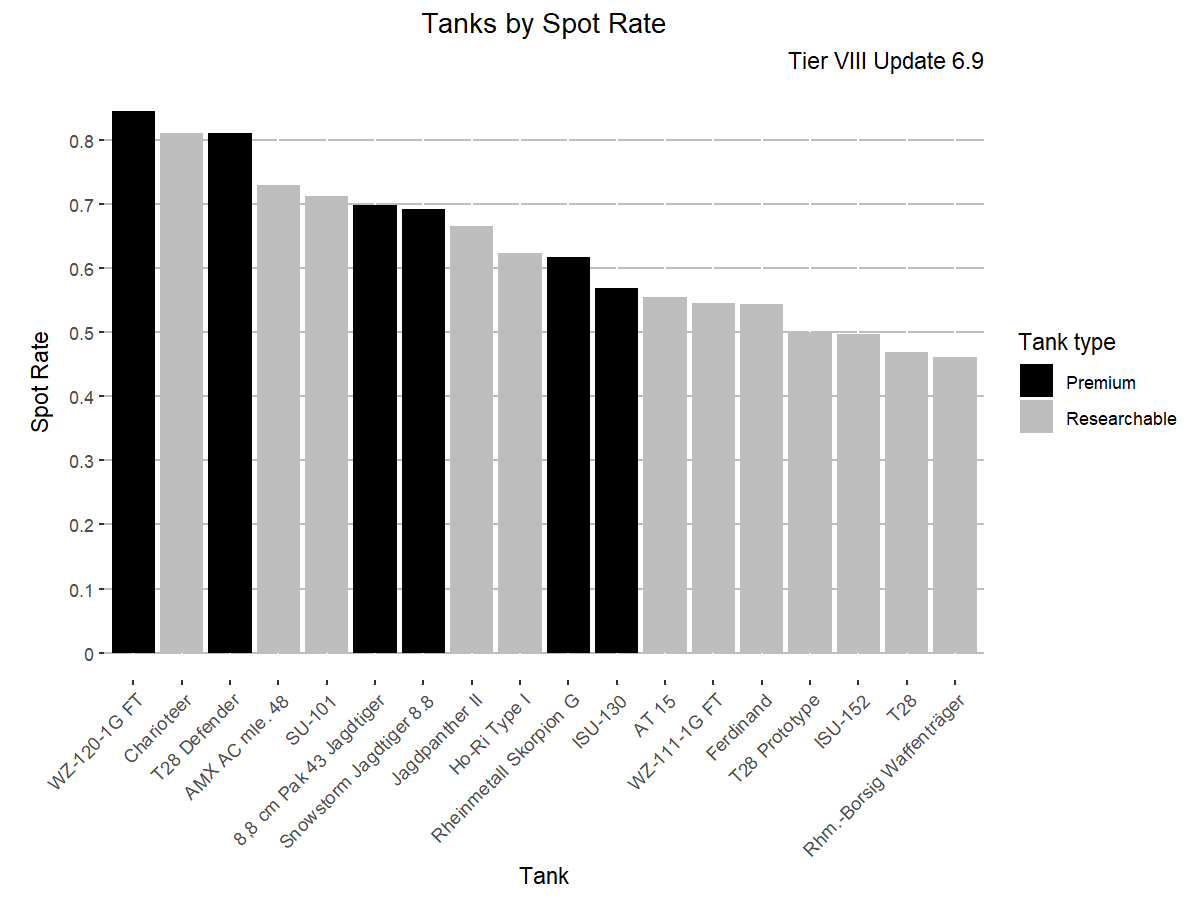 Tanks by Spot Rate
Tier VIII Update 6.9
Spot Rate
0.8
0.7
0.6
0.5
0.4
0.3
0.2
0.1
0
WZ-120-1G FT
Charioteer
T28 Defender
AMX AC mle. 48
SU-101
8,8 cm Pak 43 Jagdtiger
Snowstorm Jagdtiger 8.8
Jagdpanther II
Ho-Ri Type I
Rheinmetall Skorpion G
ISU-130
AT 15
WZ-111-1G FT
Ferdinand
T28 Prototype
ISU-152
T28
Rhm.-Borsig Waffenträger
Tank
Tank type
Premium
Researchable